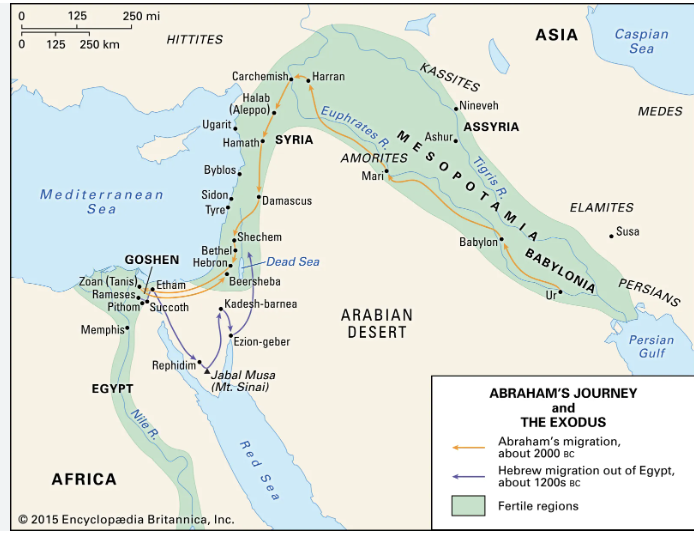 0 125 250 mi
0 125 250 km
HITTITES
ASIA
Caspian
Sea
Carchemish
Harran
KASSITES
Halab
(Aleppo)
Nineveh
MEDES
Ugarit
Euphrates R.
ASSYRIA
Hamath
SYRIA
Ashur
MESOPOTAMIA
AMORITES
Tigris R.
Byblos
Mari
Mediterranean
Sea
Sidon
Tyre
Damascus
ELAMITES
Susa
Shechem
Babylon
GOSHEN
Bethel
Hebron
Dead Sea
BABYLONIA
Zoan (Tanis)
Etham
Beersheba
PERSIANS
Rameses
Pithom
Succoth
Kadesh-barnea
Ur
ARABIAN
DESERT
Memphis
Ezion-geber
Persian
Gulf
Rephidim
Jabal Musa
(Mt. Sinai)
EGYPT
Nile R.
Red Sea
AFRICA
ABRAHAM'S JOURNEY
and
THE EXODUS
Abraham's migration,
about 2000 BC
Hebrew migration out of Egypt,
about 1200s BC
Fertile regions
© 2015 Encyclopædia Britannica, Inc.